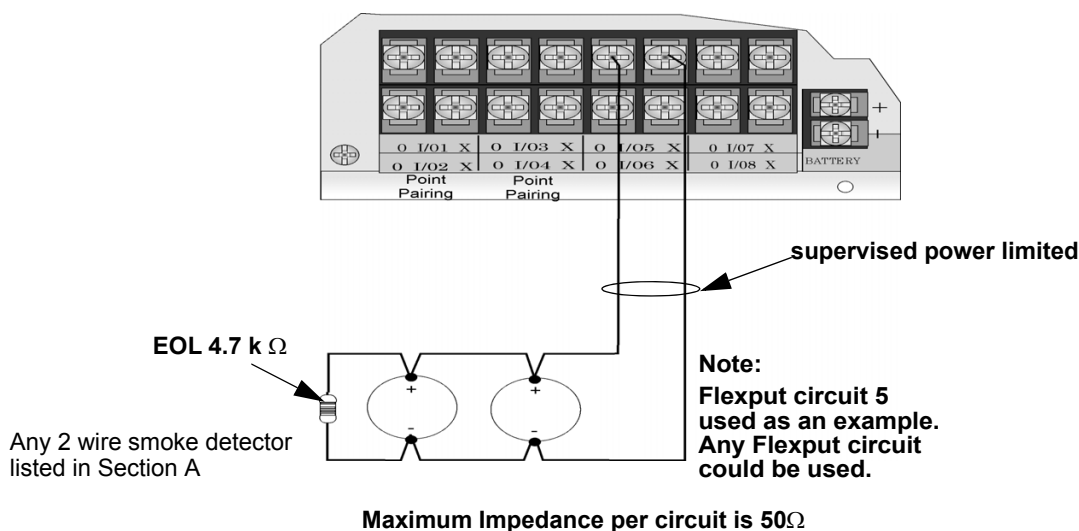 0 I/01 X 0 I/03 X 0 I/05 X 0 I/07 X
0 I/02 X 0 I/04 X 0 I/06 X 0 I/08 X
Point
Pairing
Point
Pairing
+
-
BATTERY
supervised power limited
EOL 4.7 k Ω
+
-
+
-
Any 2 wire smoke detector
listed in Section A
Note:
Flexput circuit 5
used as an example.
Any Flexput circuit
could be used.
Maximum Impedance per circuit is 50Ω